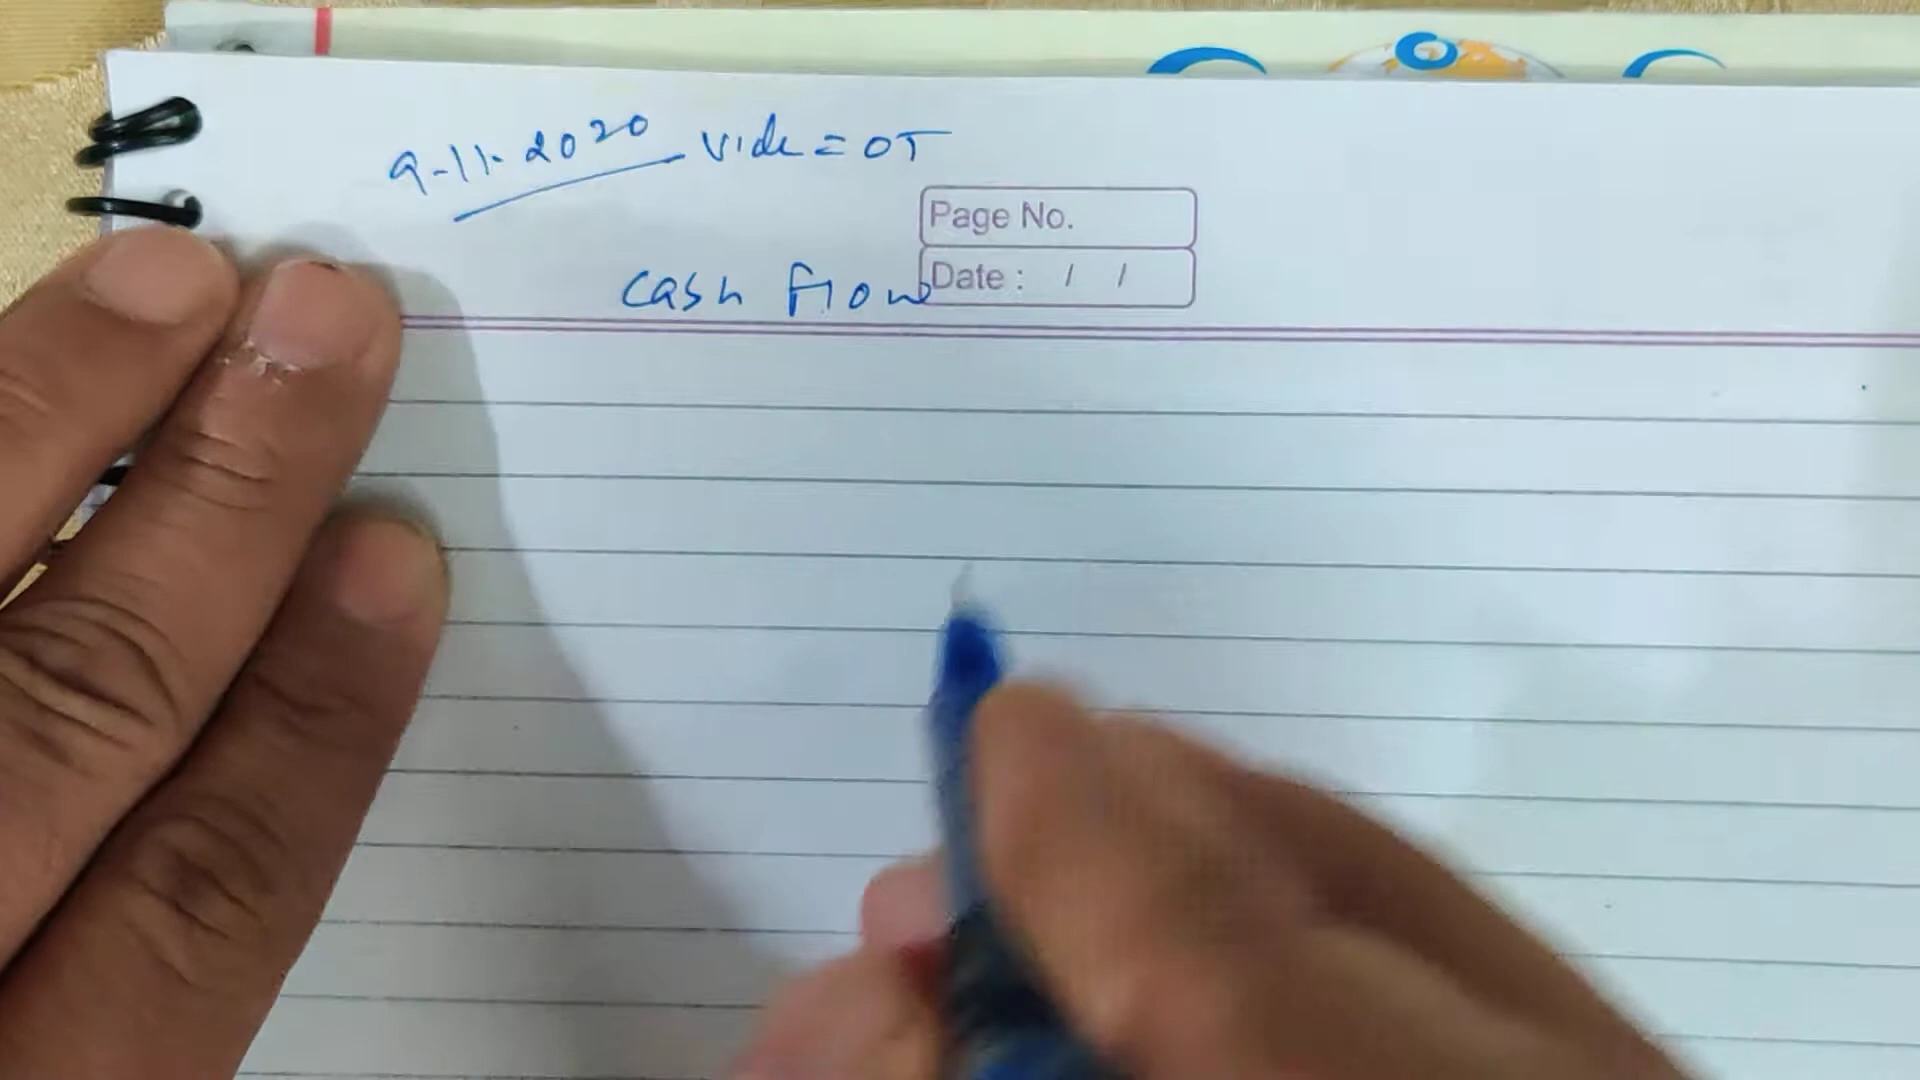 9-11-2020 Vide = 07
Page No.
Date : / /
Cash flow